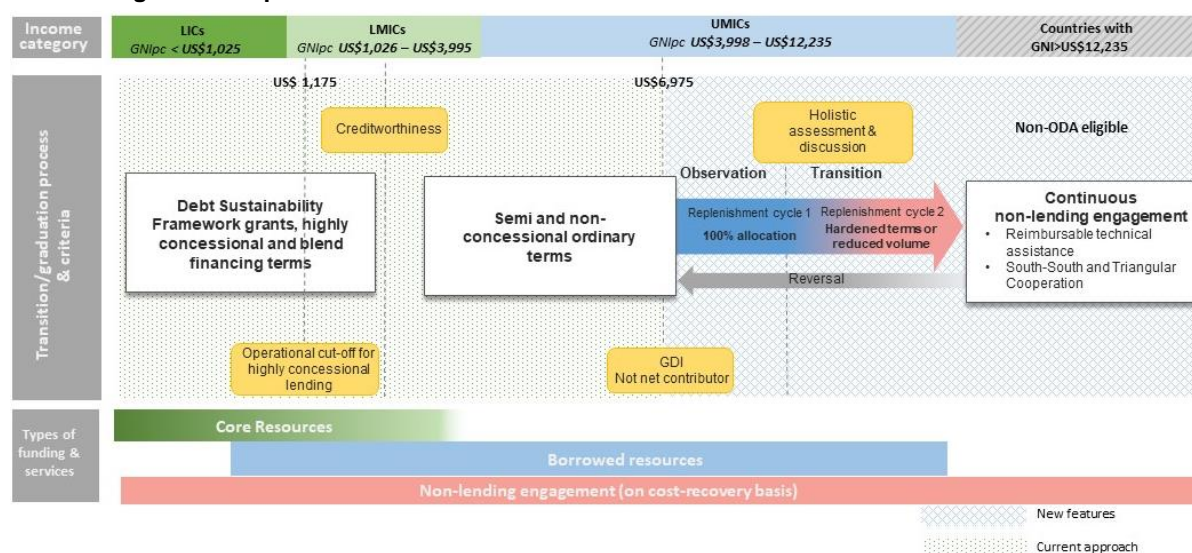 Income
category
LICs
GNIpc < US$1,025
LMICs
GNIpc US$1,026 – US$3,995
UMICs
GNIpc US$3,998 – US$12,235
Countries with
GNI>US$12,235
Transition/graduation process
& criteria
US$ 1,175
US$6,975
Creditworthiness
Holistic
assessment &
discussion
Non-ODA eligible
Observation
Transition
Debt Sustainability
Framework grants, highly
concessional and blend
financing terms
Semi and non-
concessional ordinary
terms
Replenishment cycle 1
100% allocation
Replenishment cycle 2
Hardened terms or
reduced volume
Reversal
Continuous
non-lending engagement
• Reimbursable technical
assistance
• South-South and Triangular
Cooperation
Operational cut-off for
highly concessional
lending
GDI
Not net contributor
Types of
funding &
services
Core Resources
Borrowed resources
Non-lending engagement (on cost-recovery basis)
New features
Current approach